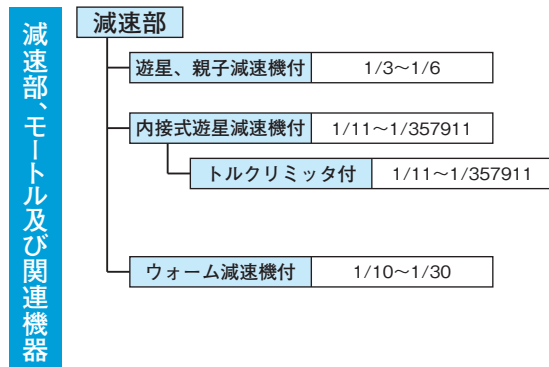 減速部、モートル及び関連機器
減速部
遊星、親子減速機付 1/3〜1/6
内接式遊星減速機付 1/11〜1/357911
トルクリミッタ付 1/11〜1/357911
ウォーム減速機付 1/10〜1/30